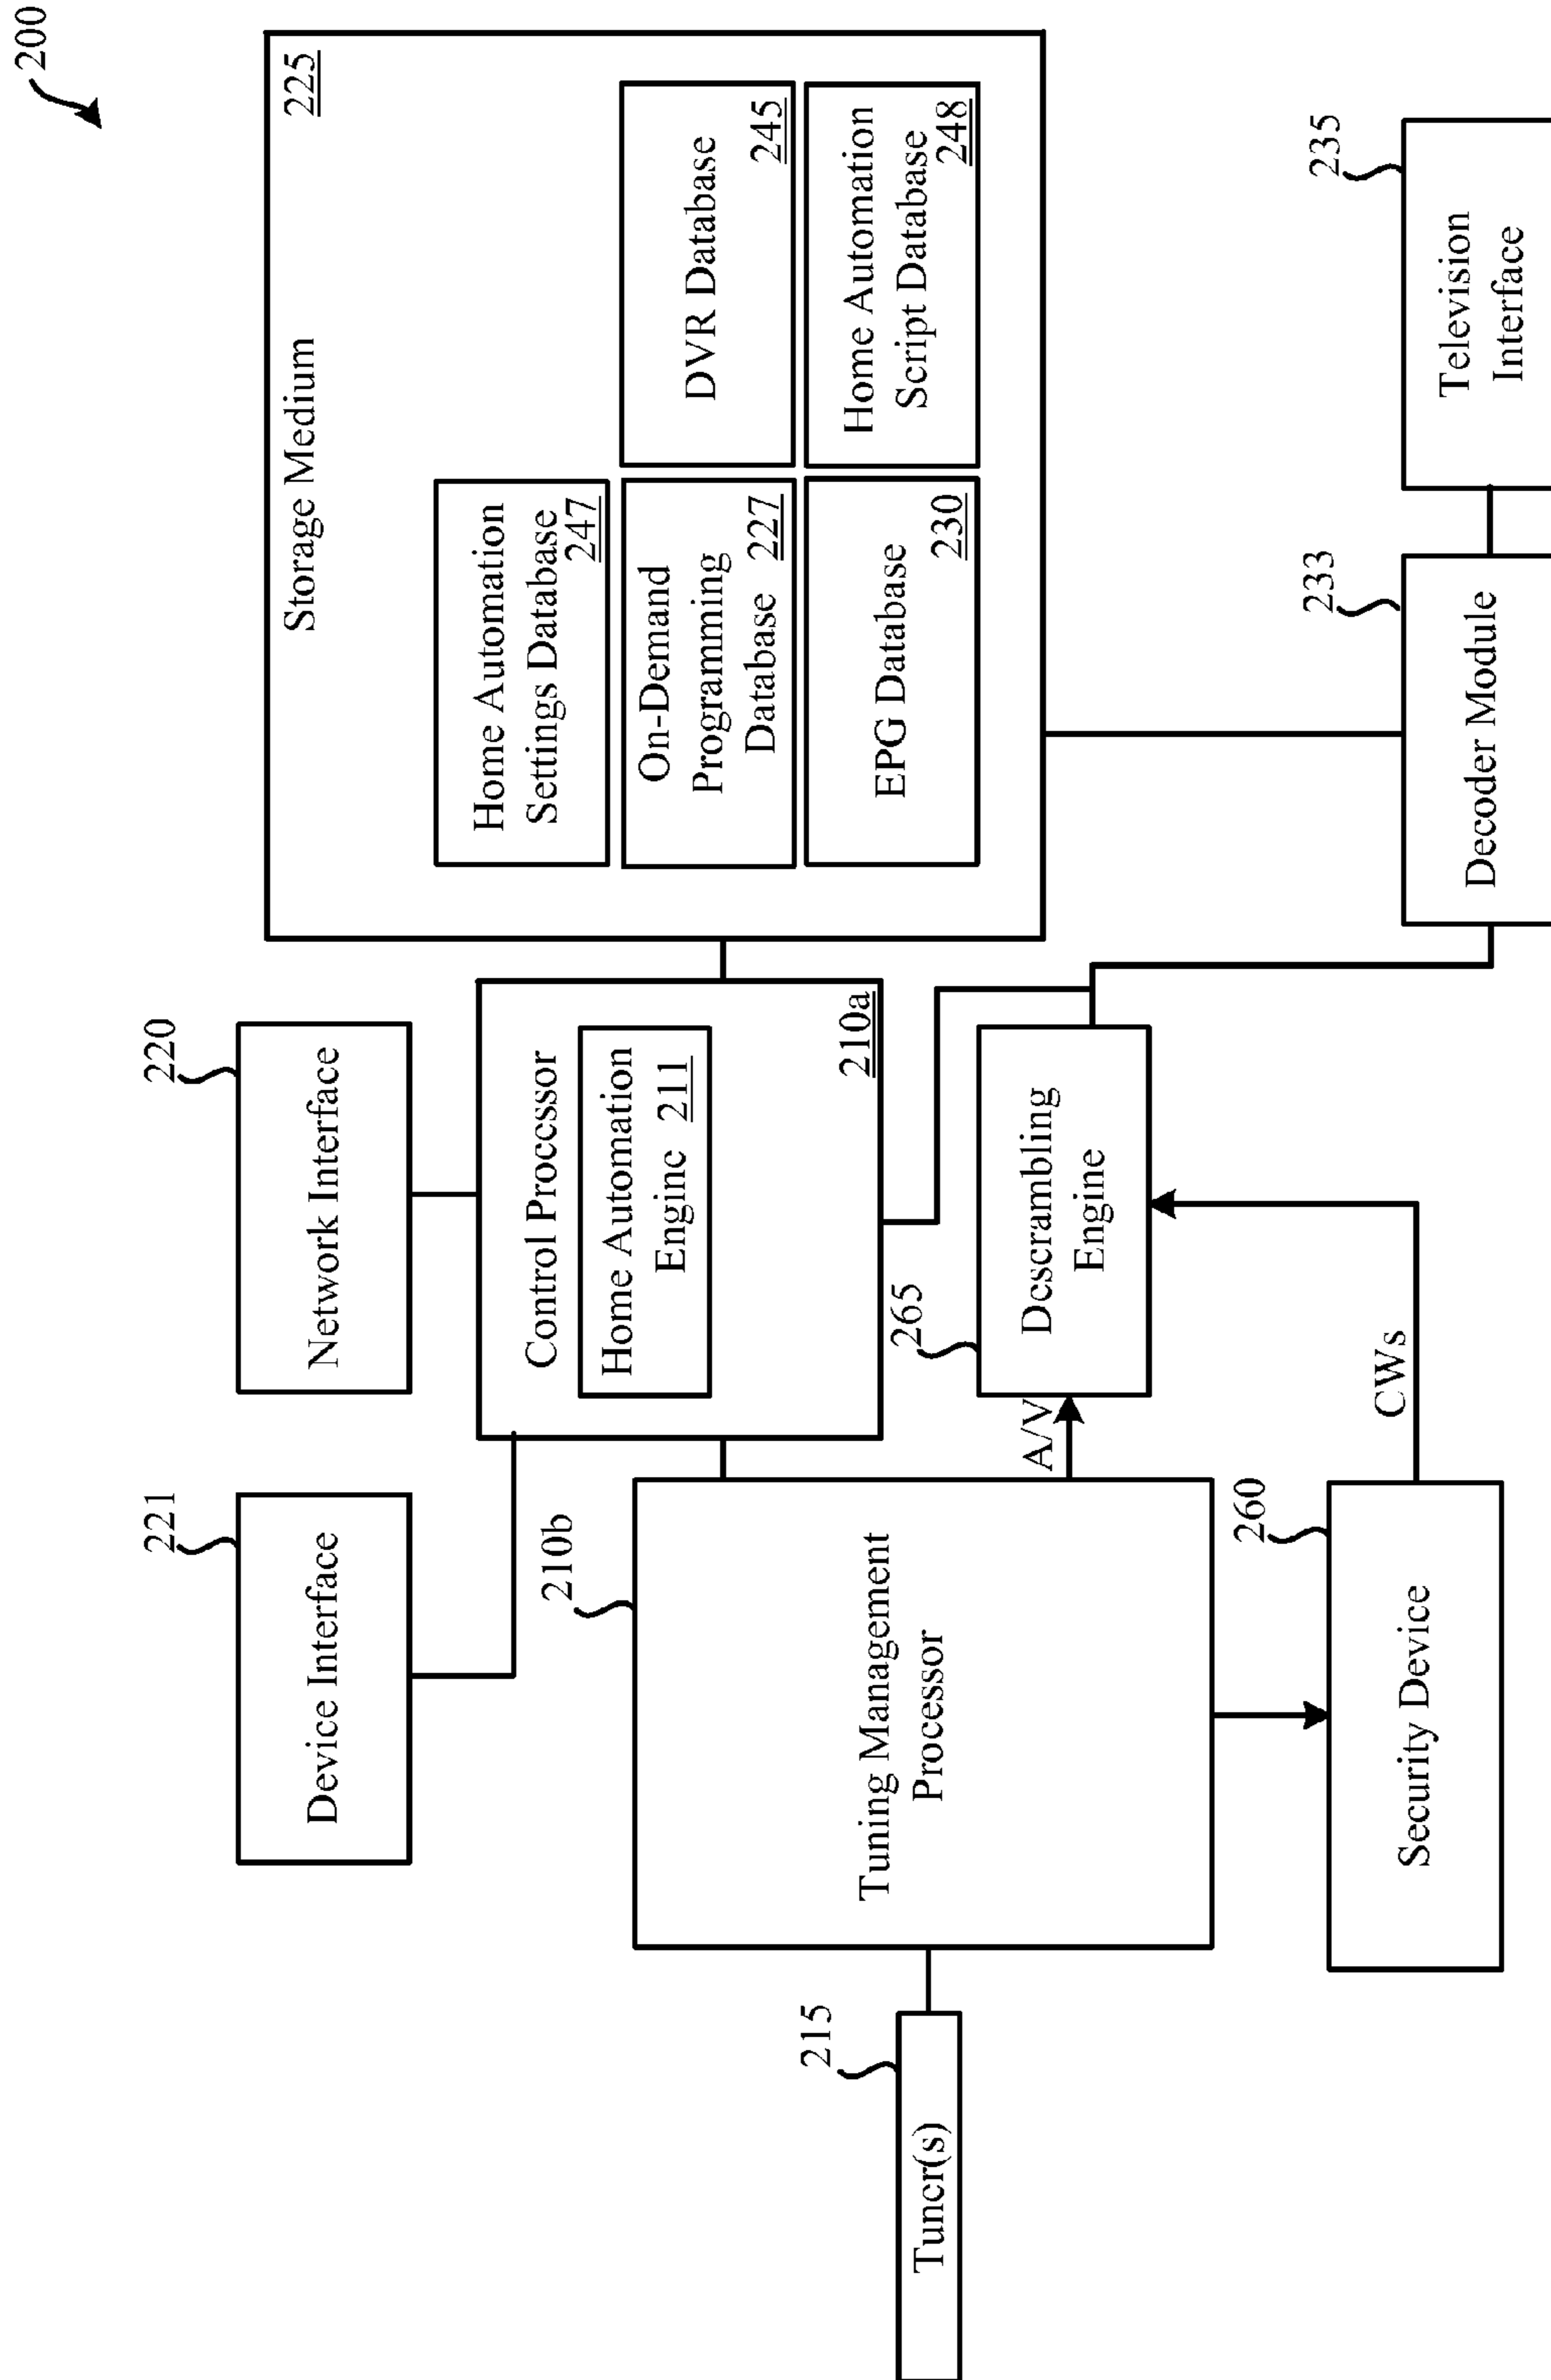 200
221
Device Interface
220
Network Interface
Storage Medium
225
Home Automation
Settings Database
247
On-Demand
Programming
Database 227
DVR Database
245
EPG Database
230
Home Automation
Script Database
248
Control Processor
Home Automation
Engine 211
210a
210b
Tuning Management
Processor
215
Tuner(s)
A/V
265
Descrambling
Engine
260
Security Device
CWs
233
Decoder Module
235
Television
Interface